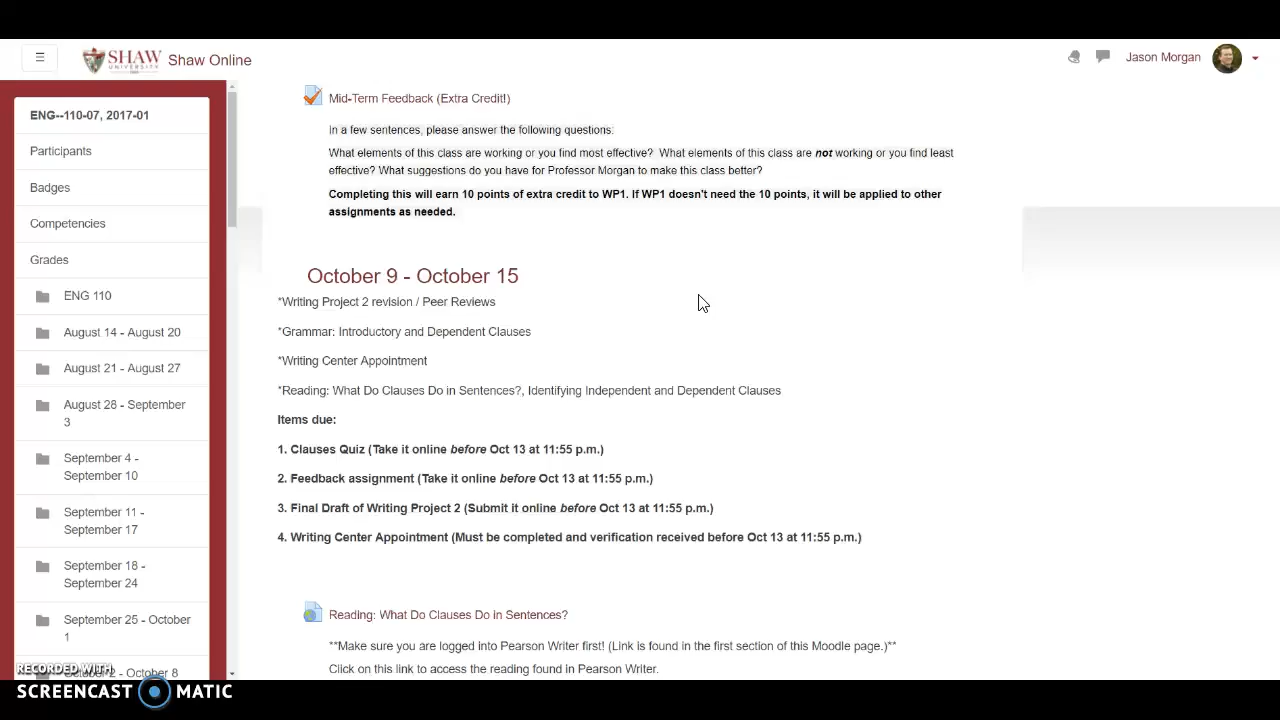 ☰ SHAW UNIVERSITY Shaw Online Jason Morgan
ENG--110-07, 2017-01
Participants
Badges
Competencies
Grades
ENG 110
August 14 - August 20
August 21 - August 27
August 28 - September
3
September 4 -
September 10
September 11 -
September 17
September 18 -
September 24
September 25 - October
1
October 2 - October 8
Mid-Term Feedback (Extra Credit!)
In a few sentences, please answer the following questions:
What elements of this class are working or you find most effective?  What elements of this class are not working or you find least
effective? What suggestions do you have for Professor Morgan to make this class better?
Completing this will earn 10 points of extra credit to WP1. If WP1 doesn't need the 10 points, it will be applied to other
assignments as needed.
October 9 - October 15
*Writing Project 2 revision / Peer Reviews
*Grammar: Introductory and Dependent Clauses
*Writing Center Appointment
*Reading: What Do Clauses Do in Sentences?, Identifying Independent and Dependent Clauses
Items due:
1. Clauses Quiz (Take it online before Oct 13 at 11:55 p.m.)
2. Feedback assignment (Take it online before Oct 13 at 11:55 p.m.)
3. Final Draft of Writing Project 2 (Submit it online before Oct 13 at 11:55 p.m.)
4. Writing Center Appointment (Must be completed and verification received before Oct 13 at 11:55 p.m.)
Reading: What Do Clauses Do in Sentences?
**Make sure you are logged into Pearson Writer first! (Link is found in the first section of this Moodle page.)**
Click on this link to access the reading found in Pearson Writer.
RECORDED WITH
SCREENCAST MATIC